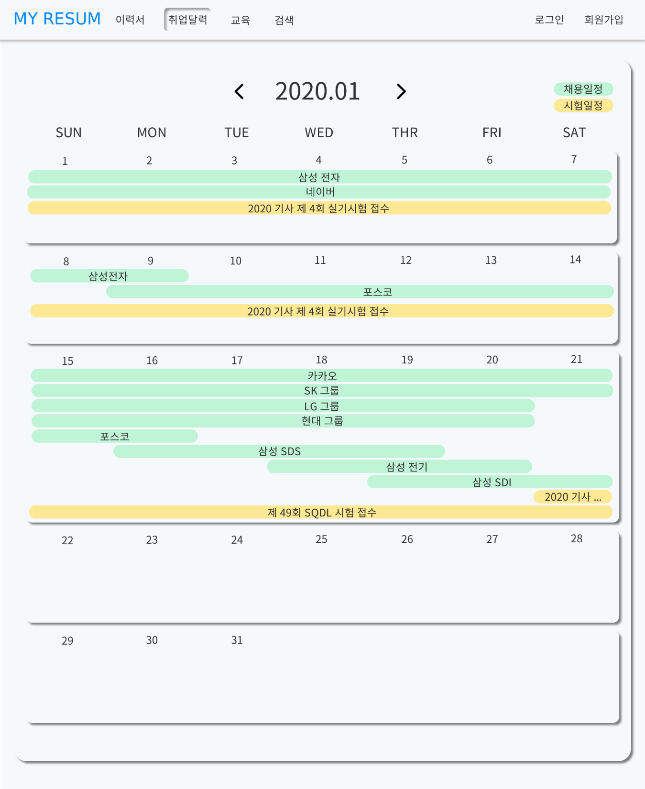 MY RESUM 이력서 취업달력 교육 검색 로그인 회원가입
2020.01
채용일정
시험일정
SUN MON TUE WED THR FRI SAT
1 2 3 4 5 6 7
삼성 전자
네이버
2020 기사 제 4회 실기시험 접수
8 9 10 11 12 13 14
삼성전자
포스코
2020 기사 제 4회 실기시험 접수
15 16 17 18 19 20 21
카카오
SK 그룹
LG 그룹
현대 그룹
포스코
삼성 SDS
삼성 전기
삼성 SDI
2020 기사 ...
제 49회 SQDL 시험 접수
22 23 24 25 26 27 28
29 30 31